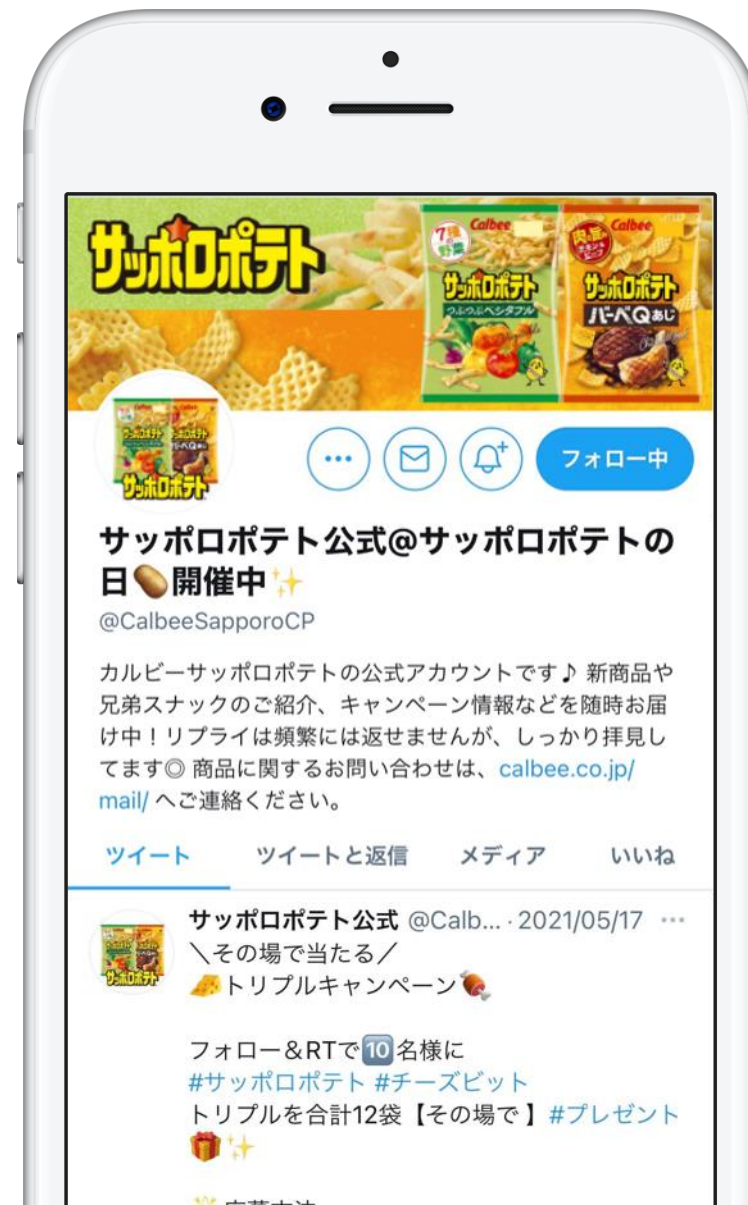 サッポロポテト
Calbee
7種の野菜
サッポロポテト
つぶつぶベジタブル
Calbee
サッポロポテト
バーベQあじ
サッポロポテト
フォロー中
サッポロポテト公式@サッポロポテトの
日🥔開催中✨
@CalbeeSapporoCP
カルビーサッポロポテトの公式アカウントです♪ 新商品や
兄弟スナックのご紹介、キャンペーン情報などを随時お届
け中！リプライは頻繁には返せませんが、しっかり拝見し
てます◎ 商品に関するお問い合わせは、calbee.co.jp/
mail/ へご連絡ください。
ツイート ツイートと返信 メディア いいね
サッポロポテト公式 @Calb... · 2021/05/17 ···
＼その場で当たる／
🧀トリプルキャンペーン🍖
フォロー＆RTで🔟名様に
#サッポロポテト #チーズビット
トリプルを合計12袋【その場で 】#プレゼント
🎁✨
サッポロポテト